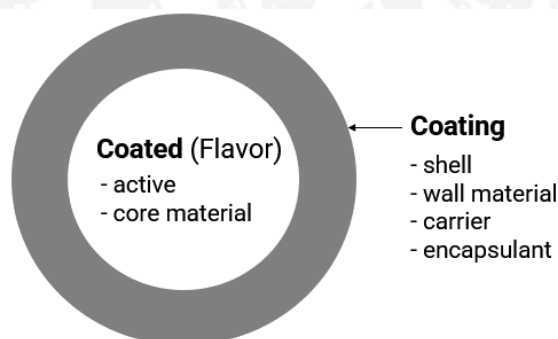 Coated (Flavor)
- active
- core material
Coating
- shell
- wall material
- carrier
- encapsulant